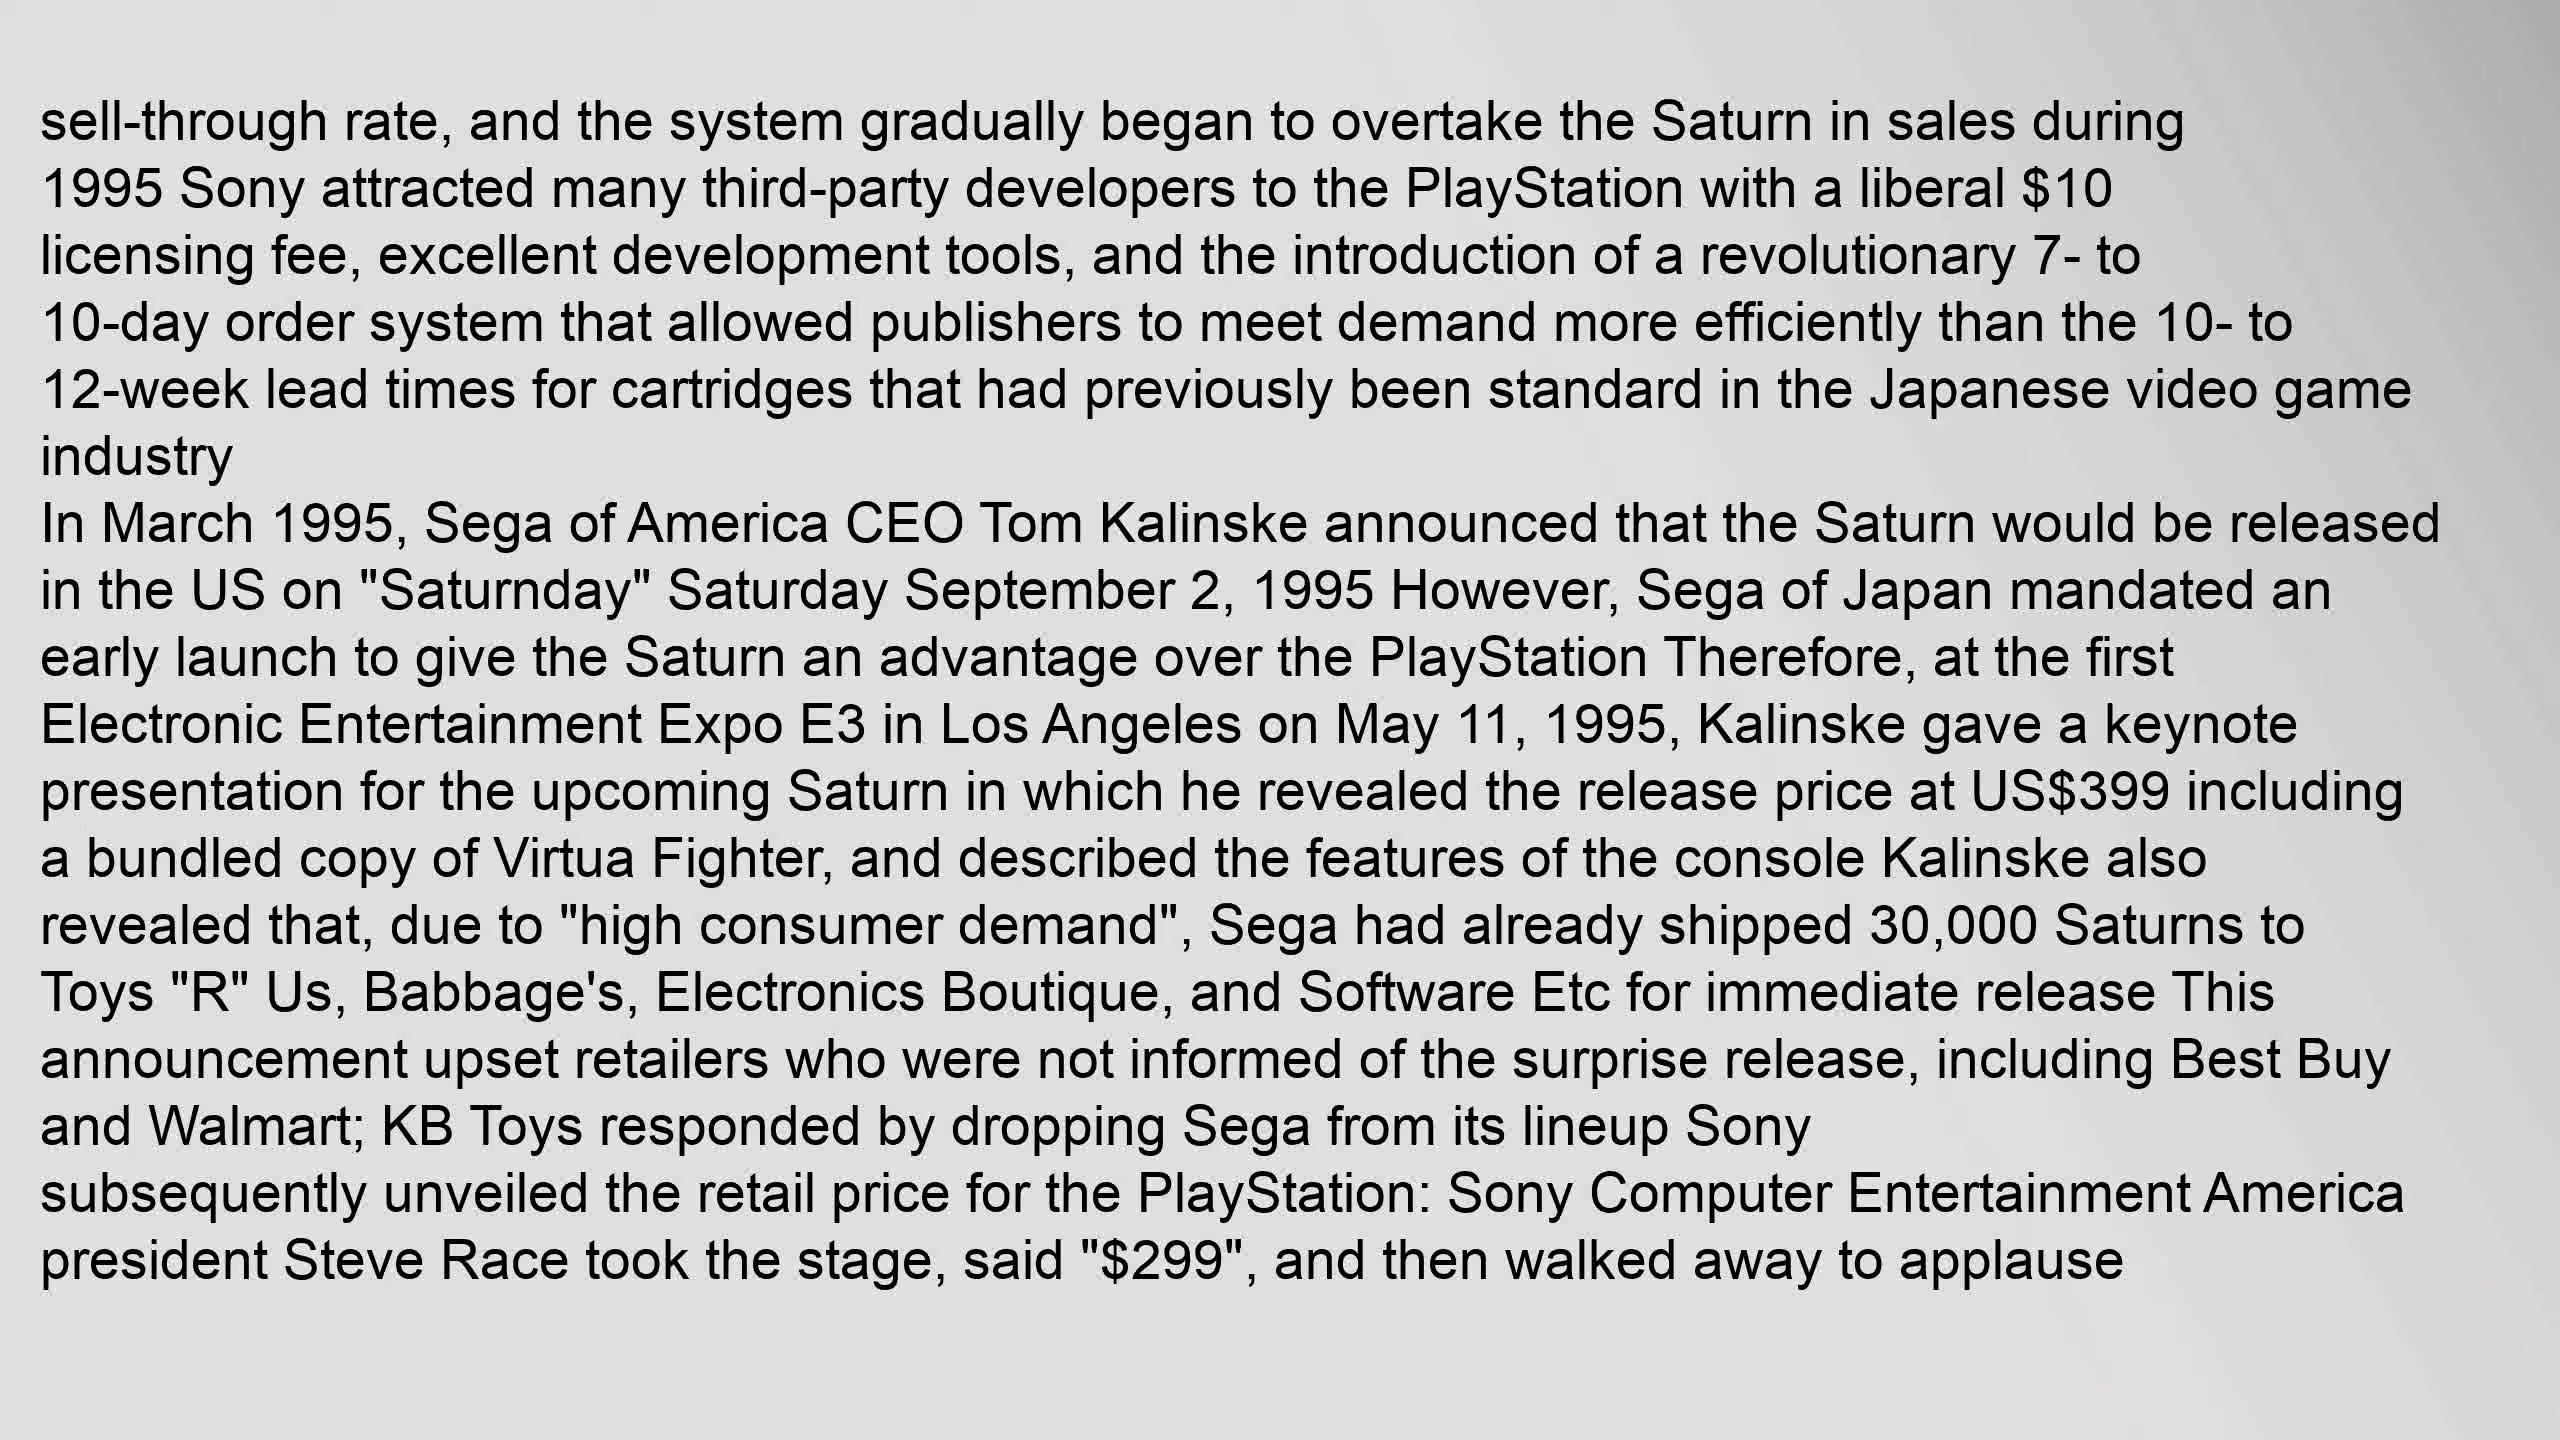 sell-through rate, and the system gradually began to overtake the Saturn in sales during
1995 Sony attracted many third-party developers to the PlayStation with a liberal $10
licensing fee, excellent development tools, and the introduction of a revolutionary 7- to
10-day order system that allowed publishers to meet demand more efficiently than the 10- to
12-week lead times for cartridges that had previously been standard in the Japanese video game
industry
In March 1995, Sega of America CEO Tom Kalinske announced that the Saturn would be released
in the US on "Saturnday" Saturday September 2, 1995 However, Sega of Japan mandated an
early launch to give the Saturn an advantage over the PlayStation Therefore, at the first
Electronic Entertainment Expo E3 in Los Angeles on May 11, 1995, Kalinske gave a keynote
presentation for the upcoming Saturn in which he revealed the release price at US$399 including
a bundled copy of Virtua Fighter, and described the features of the console Kalinske also
revealed that, due to "high consumer demand", Sega had already shipped 30,000 Saturns to
Toys "R" Us, Babbage's, Electronics Boutique, and Software Etc for immediate release This
announcement upset retailers who were not informed of the surprise release, including Best Buy
and Walmart; KB Toys responded by dropping Sega from its lineup Sony
subsequently unveiled the retail price for the PlayStation: Sony Computer Entertainment America
president Steve Race took the stage, said "$299", and then walked away to applause